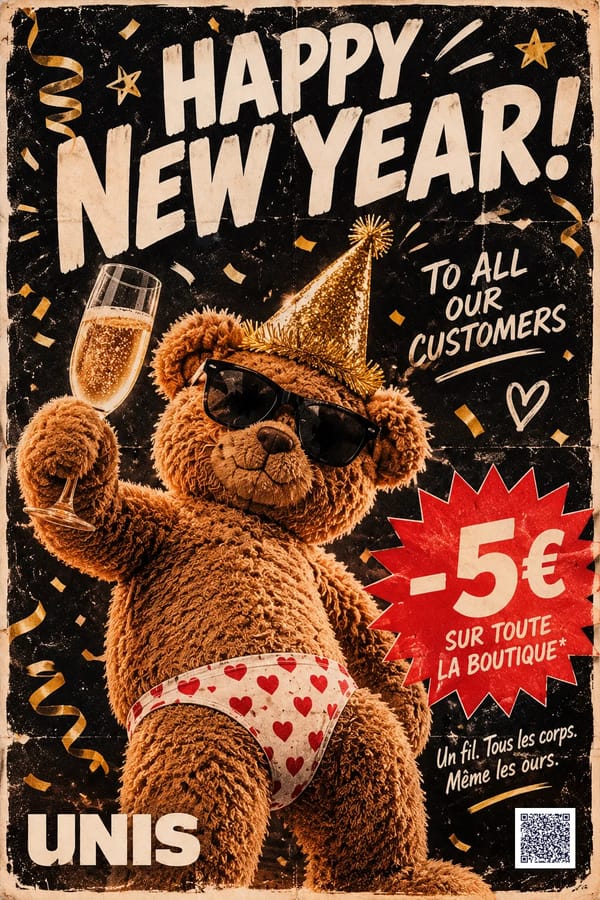 HAPPY
NEW YEAR!
TO ALL
OUR
CUSTOMERS
-5€
SUR TOUTE
LA BOUTIQUE*
Un fil. Tous les corps.
Même les ours.
UNIS